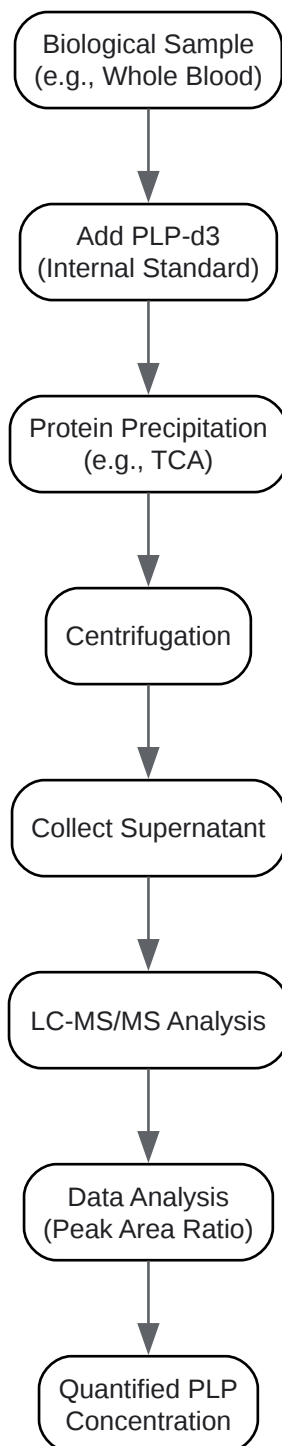 Biological Sample
(e.g., Whole Blood)
Add PLP-d3
(Internal Standard)
Protein Precipitation
(e.g., TCA)
Centrifugation
Collect Supernatant
LC-MS/MS Analysis
Data Analysis
(Peak Area Ratio)
Quantified PLP
Concentration